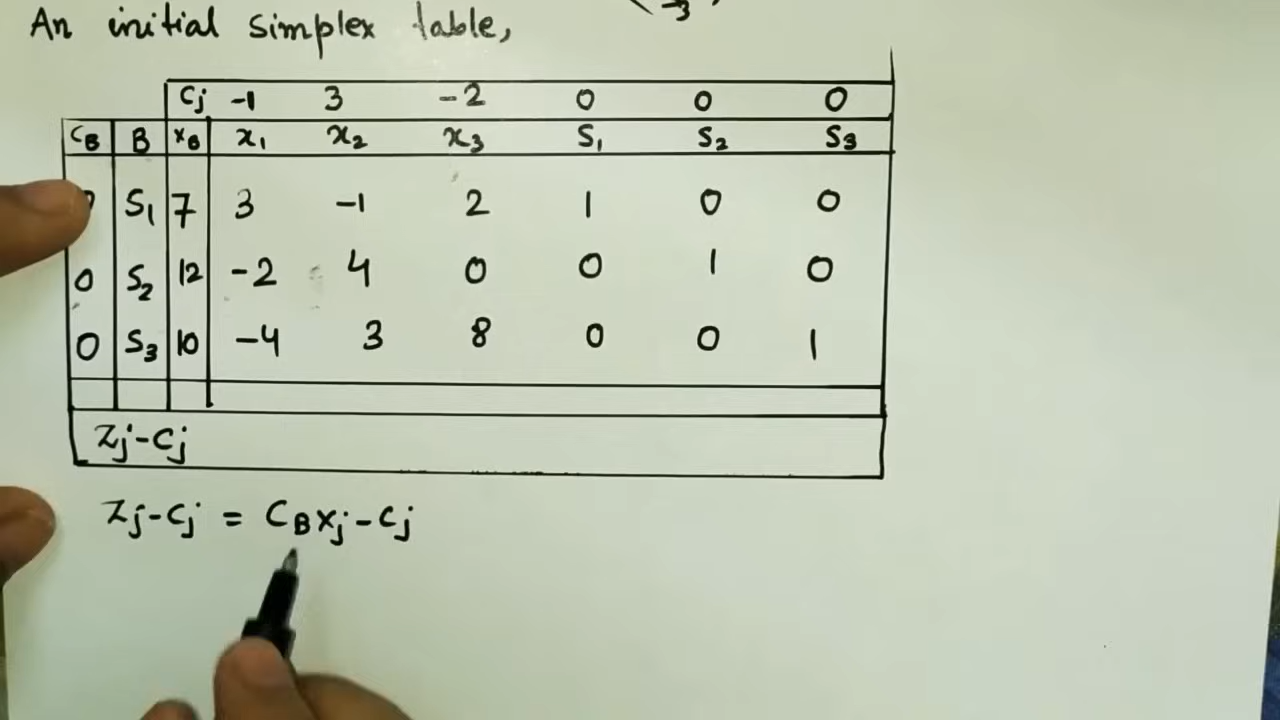 An initial simplex table,
Cj -1 3 -2 0 0 0
CB B XB x1 x2 x3 S1 S2 S3
S1 7 3 -1 2 1 0 0
0 S2 12 -2 4 0 0 1 0
0 S3 10 -4 3 8 0 0 1
Zj-Cj
Zj-Cj = CBXj-Cj